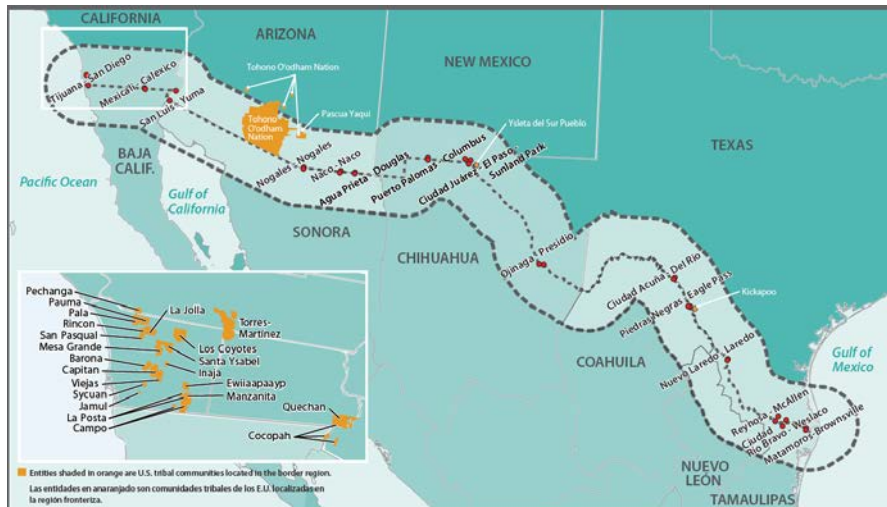 CALIFORNIA
ARIZONA
NEW MEXICO
TEXAS
Tohono O'odham Nation
Tijuana - San Diego
Mexicali - Calexico
San Luis - Yuma
Tohono
O'odham
Nation
Pascua Yaqui
Ysleta del Sur Pueblo
Nogales - Nogales
Naco - Naco
Agua Prieta - Douglas
Puerto Palomas - Columbus
Ciudad Juárez - El Paso -
Sunland Park
BAJA
CALIF.
Pacific Ocean
Gulf of
California
SONORA
CHIHUAHUA
Ojinaga - Presidio
Ciudad Acuña - Del Rio
Piedras Negras - Eagle Pass
Kickapoo
COAHUILA
Nuevo Laredo - Laredo
Gulf of
Mexico
Reynosa - McAllen
Ciudad
Rio Bravo - Weslaco
Matamoros-Brownsville
NUEVO
LEÓN
TAMAULIPAS
Pechanga
Pauma
Pala
Rincon
San Pasqual
Mesa Grande
Barona
Capitan
Viejas
Sycuan
Jamul
La Posta
Campo
La Jolla
Torres-
Martinez
Los Coyotes
Santa Ysabel
Inaja
Ewiiaapaayp
Manzanita
Quechan
Cocopah
Entities shaded in orange are U.S. tribal communities located in the border region.
Las entidades en anaranjado son comunidades tribales de los E.U. localizadas en
la región fronteriza.